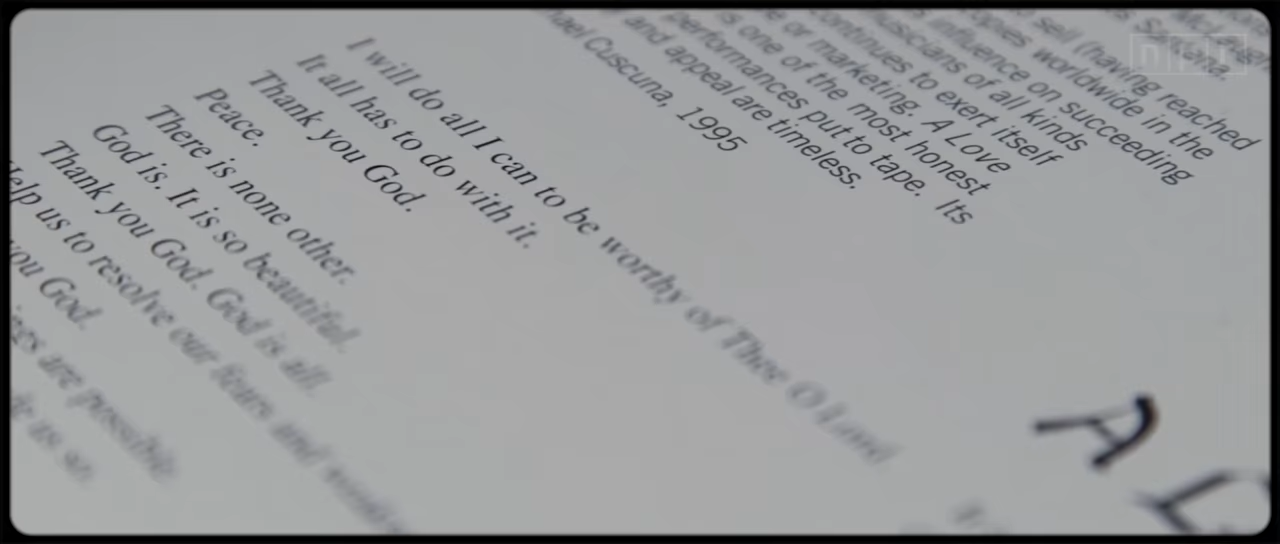 I will do all I can to be worthy of Thee O Lord
It all has to do with it.
Thank you God.
Peace.
There is none other.
God is. It is so beautiful.
Thank you God. God is all.
Help us to resolve our fears and
you God.
are possible.
us so.
sell (having reached
copies worldwide in the
influence on succeeding
musicians of all kinds
continues to exert itself
or marketing. A Love
is one of the most honest
performances put to tape. Its
and appeal are timeless.
Cuscuna, 1995
A L